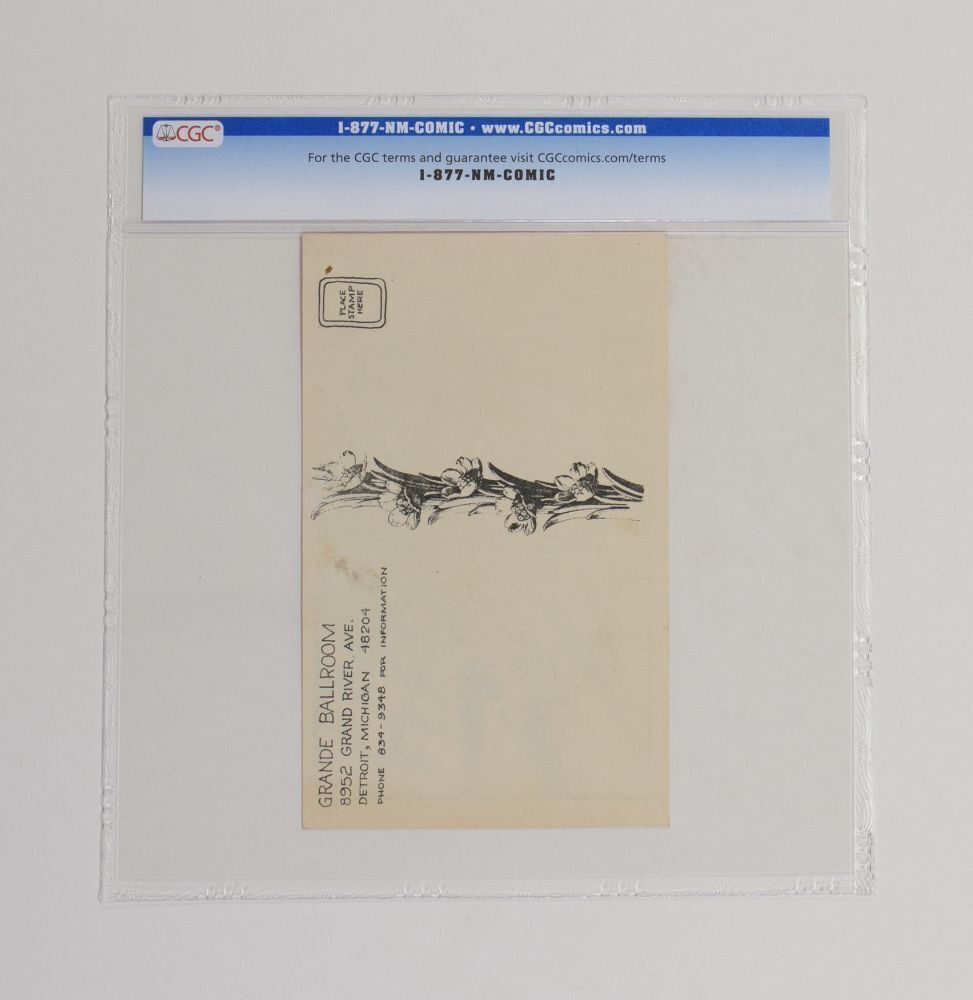 CGC®
1-877-NM-COMIC • www.CGCcomics.com
For the CGC terms and guarantee visit CGCcomics.com/terms
1-877-NM-COMIC
PLACE
STAMP
HERE
GRANDE BALLROOM
8952 GRAND RIVER AVE.
DETROIT, MICHIGAN 48204
PHONE 834-9348 FOR INFORMATION